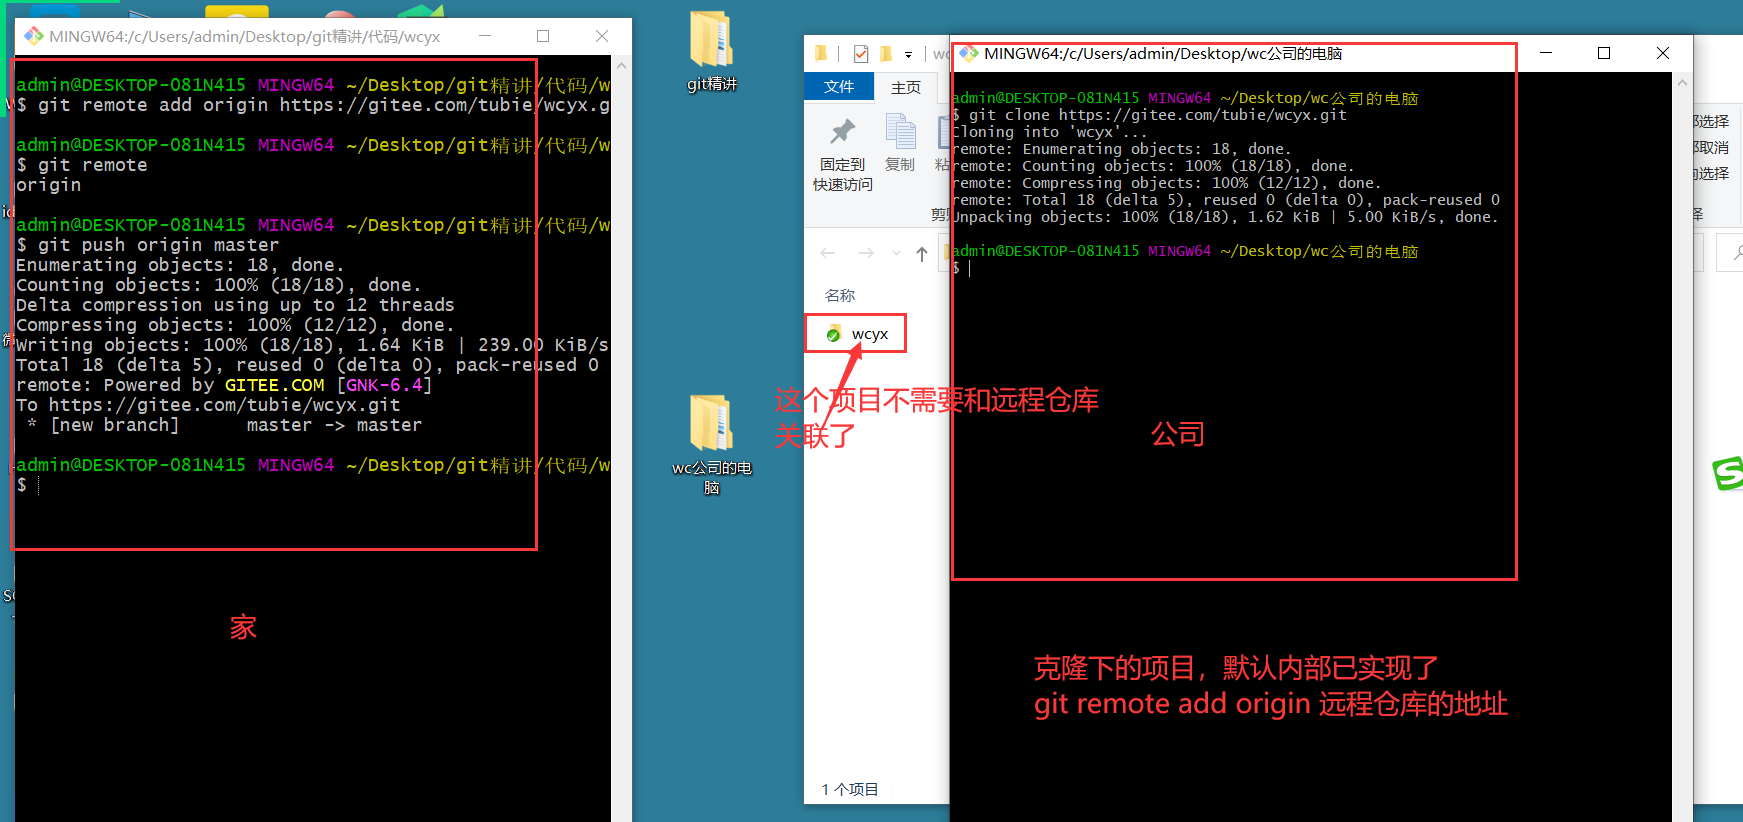 MINGW64:/c/Users/admin/Desktop/git精讲/代码/wcyx
admin@DESKTOP-081N415 MINGW64 ~/Desktop/git精讲/代码/w
$ git remote add origin https://gitee.com/tubie/wcyx.g
admin@DESKTOP-081N415 MINGW64 ~/Desktop/git精讲/代码/w
$ git remote
origin
admin@DESKTOP-081N415 MINGW64 ~/Desktop/git精讲/代码/w
$ git push origin master
Enumerating objects: 18, done.
Counting objects: 100% (18/18), done.
Delta compression using up to 12 threads
Compressing objects: 100% (12/12), done.
Writing objects: 100% (18/18), 1.64 KiB | 239.00 KiB/s
Total 18 (delta 5), reused 0 (delta 0), pack-reused 0
remote: Powered by GITEE.COM [GNK-6.4]
To https://gitee.com/tubie/wcyx.git
* [new branch] master -> master
admin@DESKTOP-081N415 MINGW64 ~/Desktop/git精讲/代码/w
$
家
git精讲
wc公司的电
脑
文件
主页
固定到
快速访问
复制
粘
剪
名称
wcyx
这个项目不需要和远程仓库
关联了
1 个项目
MINGW64:/c/Users/admin/Desktop/wc公司的电脑
admin@DESKTOP-081N415 MINGW64 ~/Desktop/wc公司的电脑
$ git clone https://gitee.com/tubie/wcyx.git
Cloning into 'wcyx'...
remote: Enumerating objects: 18, done.
remote: Counting objects: 100% (18/18), done.
remote: Compressing objects: 100% (12/12), done.
remote: Total 18 (delta 5), reused 0 (delta 0), pack-reused 0
Unpacking objects: 100% (18/18), 1.62 KiB | 5.00 KiB/s, done.
admin@DESKTOP-081N415 MINGW64 ~/Desktop/wc公司的电脑
$
公司
克隆下的项目，默认内部已实现了
git remote add origin 远程仓库的地址
选择
取消
选择